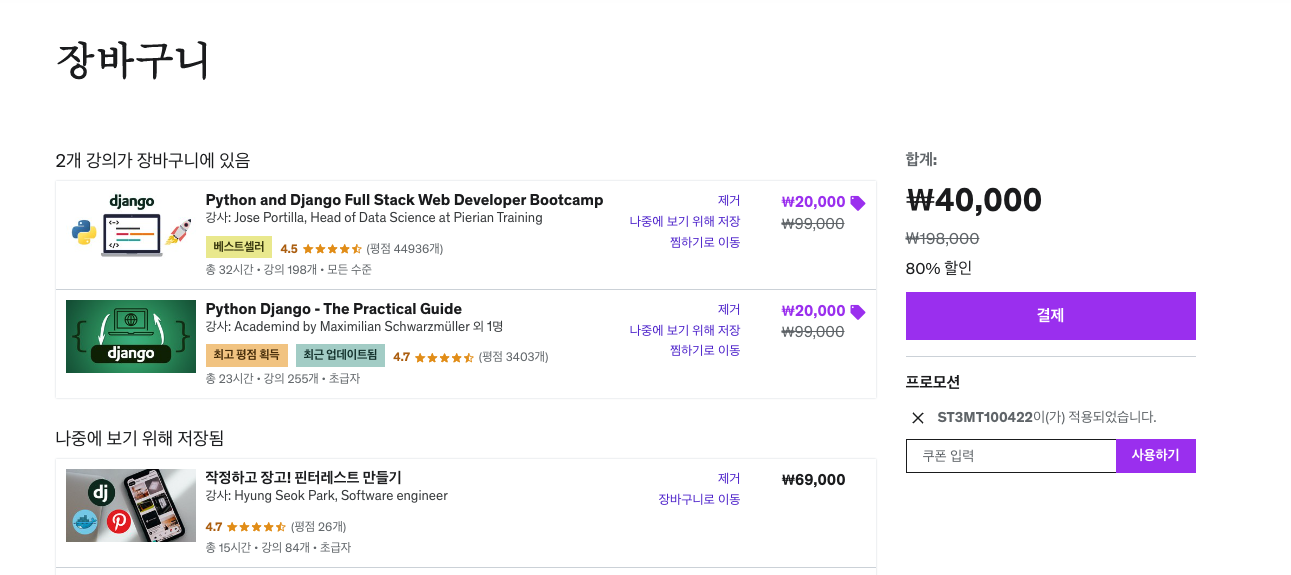 장바구니
2개 강의가 장바구니에 있음
django
Python and Django Full Stack Web Developer Bootcamp
강사: Jose Portilla, Head of Data Science at Pierian Training
베스트셀러 4.5 (평점 44936개)
총 32시간 • 강의 198개 • 모든 수준
제거
나중에 보기 위해 저장
찜하기로 이동
₩20,000
₩99,000
django
Python Django - The Practical Guide
강사: Academind by Maximilian Schwarzmüller 외 1명
최고 평점 획득 최근 업데이트됨 4.7 (평점 3403개)
총 23시간 • 강의 255개 • 초급자
제거
나중에 보기 위해 저장
찜하기로 이동
₩20,000
₩99,000
나중에 보기 위해 저장됨
dj
작정하고 장고! 핀터레스트 만들기
강사: Hyung Seok Park, Software engineer
4.7 (평점 26개)
총 15시간 • 강의 84개 • 초급자
제거
장바구니로 이동
₩69,000
합계:
₩40,000
₩198,000
80% 할인
결제
프로모션
ST3MT100422이(가) 적용되었습니다.
쿠폰 입력
사용하기